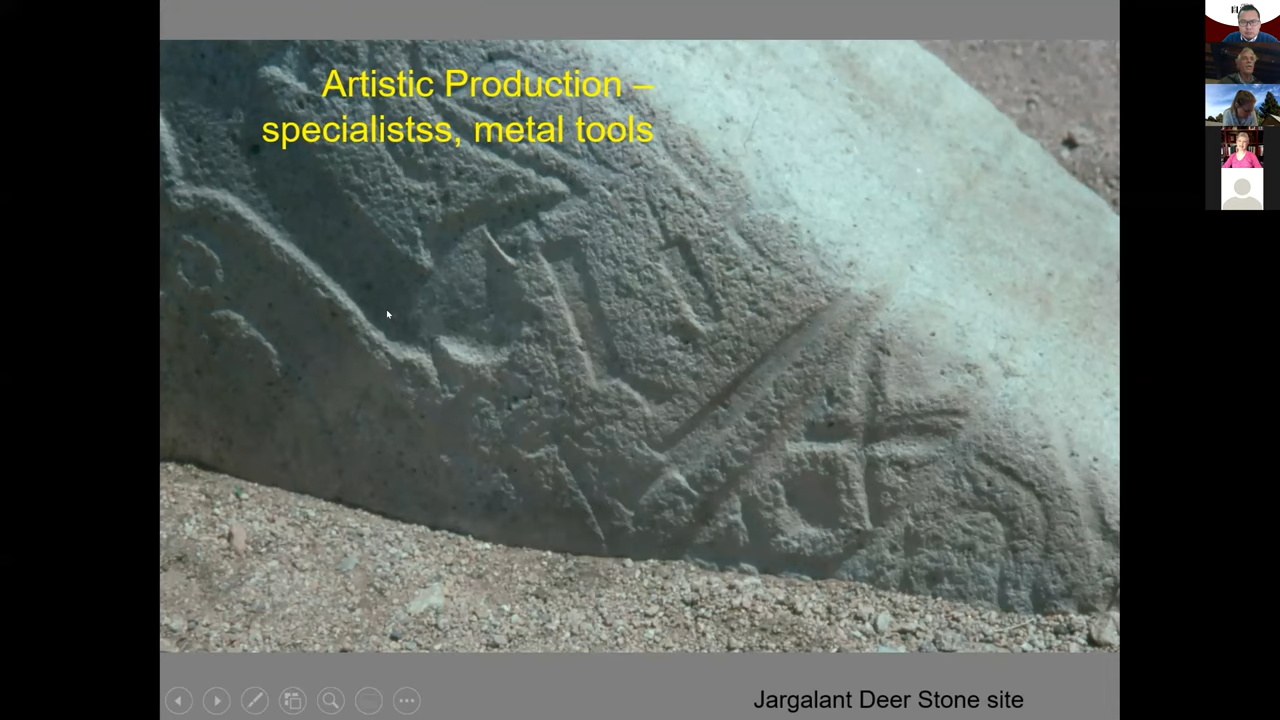 Artistic Production –
specialistss, metal tools
Jargalant Deer Stone site